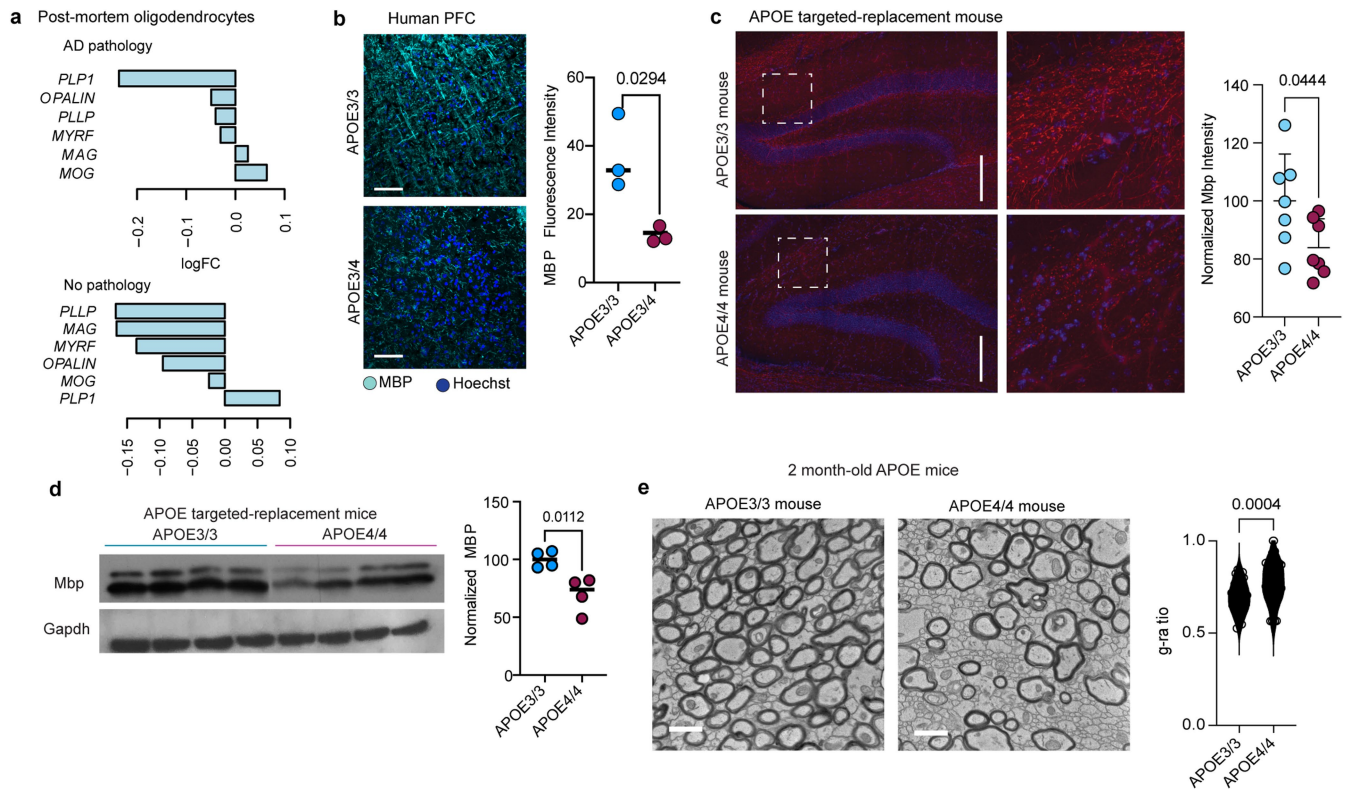 a
Post-mortem oligodendrocytes
AD pathology
PLP1
OPALIN
PLLP
MYRF
MAG
MOG
−0.2
−0.1
0.0
0.1
logFC
No pathology
PLLP
MAG
MYRF
OPALIN
MOG
PLP1
−0.15
−0.10
−0.05
0.00
0.05
0.10
b
Human PFC
APOE3/3
APOE3/4
MBP
Hoechst
MBP Fluorescence Intensity
60
40
20
0
0.0294
APOE3/3
APOE3/4
c
APOE targeted-replacement mouse
APOE3/3 mouse
APOE4/4 mouse
Normalized Mbp Intensity
140
120
100
80
60
0.0444
APOE3/3
APOE4/4
d
APOE targeted-replacement mice
APOE3/3
APOE4/4
Mbp
Gapdh
Normalized MBP
150
100
50
0
0.0112
APOE3/3
APOE4/4
e
2 month-old APOE mice
APOE3/3 mouse
APOE4/4 mouse
g-ra tio
1.0
0.5
0.0
0.0004
APOE3/3
APOE4/4